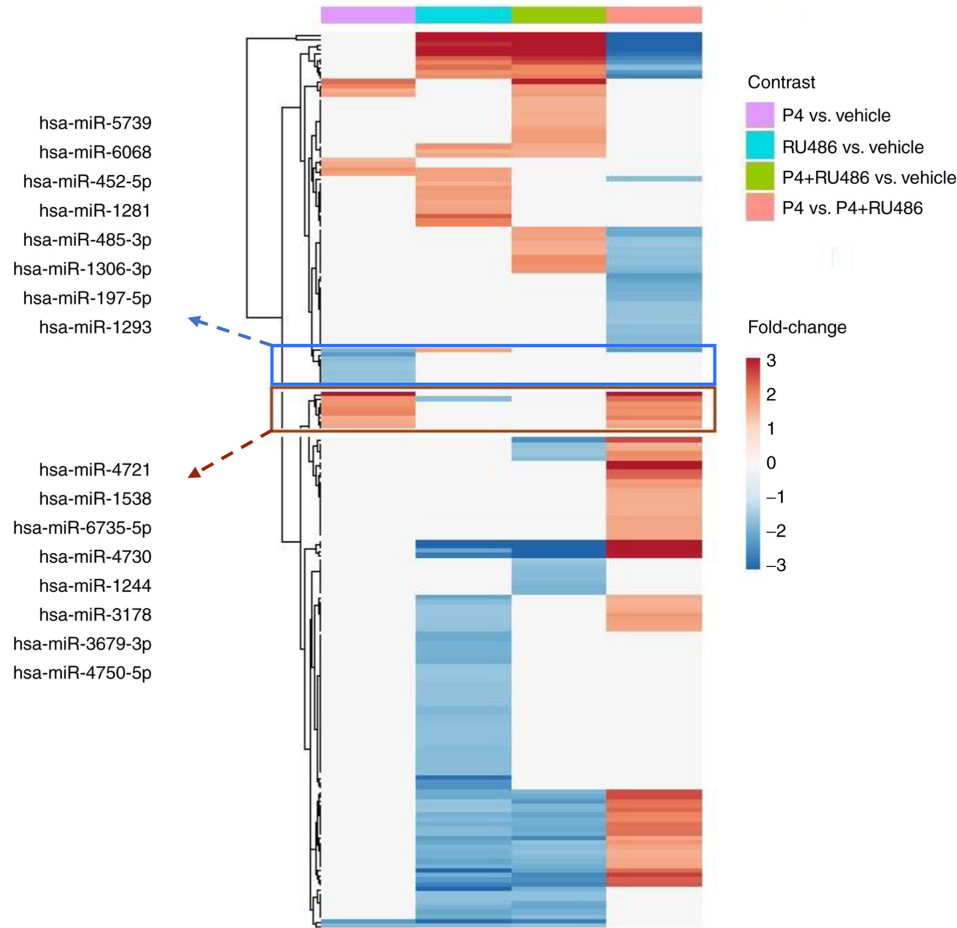 hsa-miR-5739
hsa-miR-6068
hsa-miR-452-5p
hsa-miR-1281
hsa-miR-485-3p
hsa-miR-1306-3p
hsa-miR-197-5p
hsa-miR-1293
hsa-miR-4721
hsa-miR-1538
hsa-miR-6735-5p
hsa-miR-4730
hsa-miR-1244
hsa-miR-3178
hsa-miR-3679-3p
hsa-miR-4750-5p
Contrast
P4 vs. vehicle
RU486 vs. vehicle
P4+RU486 vs. vehicle
P4 vs. P4+RU486
Fold-change
3
2
1
0
−1
−2
−3